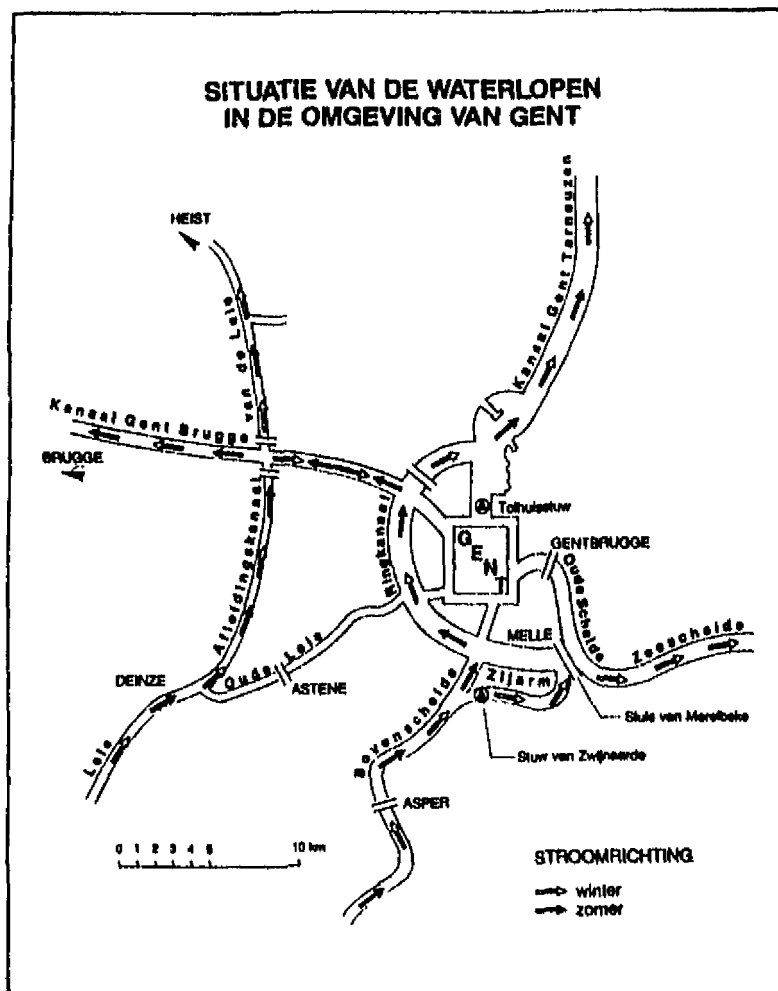 SITUATIE VAN DE WATERLOPEN
IN DE OMGEVING VAN GENT
HEIST
Kanaal Gent Tarneuzen
van de Leie
Kanaal Gent Brugge
BRUGGE
Afleidingskanaal
Ringkanaal
Tolhuisstuw
GENT
GENTBRUGGE
Oude Schelde
MELLE
Zeeschelde
DEINZE
Oude Leie
ASTENE
Zijarm
Sluis van Merelbeke
Leie
Bovenschelde
Stuw van Zwijnaarde
ASPER
0 1 2 3 4 5 10 km
STROOMRICHTING
winter
zomer